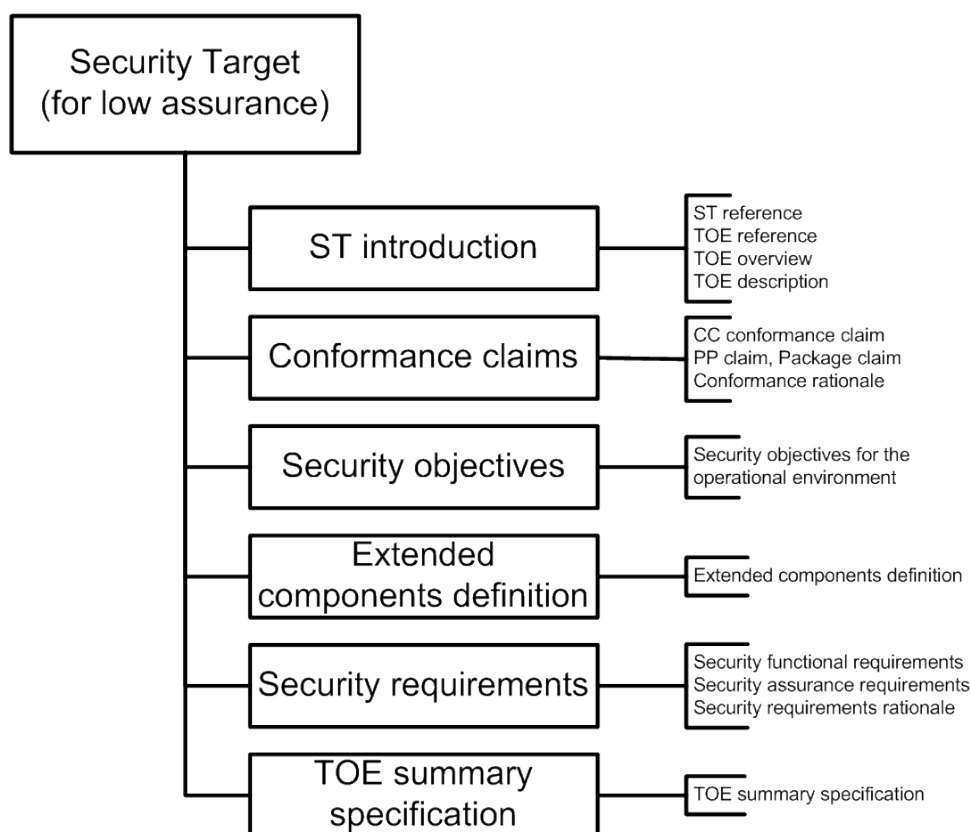 Security Target
(for low assurance)
ST introduction
ST reference
TOE reference
TOE overview
TOE description
Conformance claims
CC conformance claim
PP claim, Package claim
Conformance rationale
Security objectives
Security objectives for the
operational environment
Extended
components definition
Extended components definition
Security requirements
Security functional requirements
Security assurance requirements
Security requirements rationale
TOE summary
specification
TOE summary specification